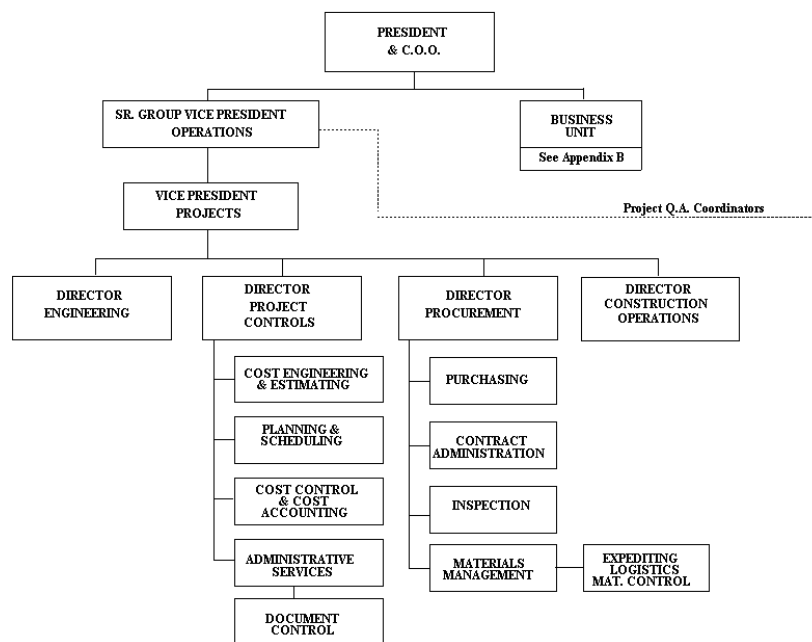 PRESIDENT
& C.O.O.
SR. GROUP VICE PRESIDENT
OPERATIONS
BUSINESS
UNIT
See Appendix B
VICE PRESIDENT
PROJECTS
Project Q.A. Coordinators
DIRECTOR
ENGINEERING
DIRECTOR
PROJECT
CONTROLS
DIRECTOR
PROCUREMENT
DIRECTOR
CONSTRUCTION
OPERATIONS
COST ENGINEERING
& ESTIMATING
PLANNING &
SCHEDULING
COST CONTROL
& COST
ACCOUNTING
ADMINISTRATIVE
SERVICES
DOCUMENT
CONTROL
PURCHASING
CONTRACT
ADMINISTRATION
INSPECTION
MATERIALS
MANAGEMENT
EXPEDITING
LOGISTICS
MAT. CONTROL